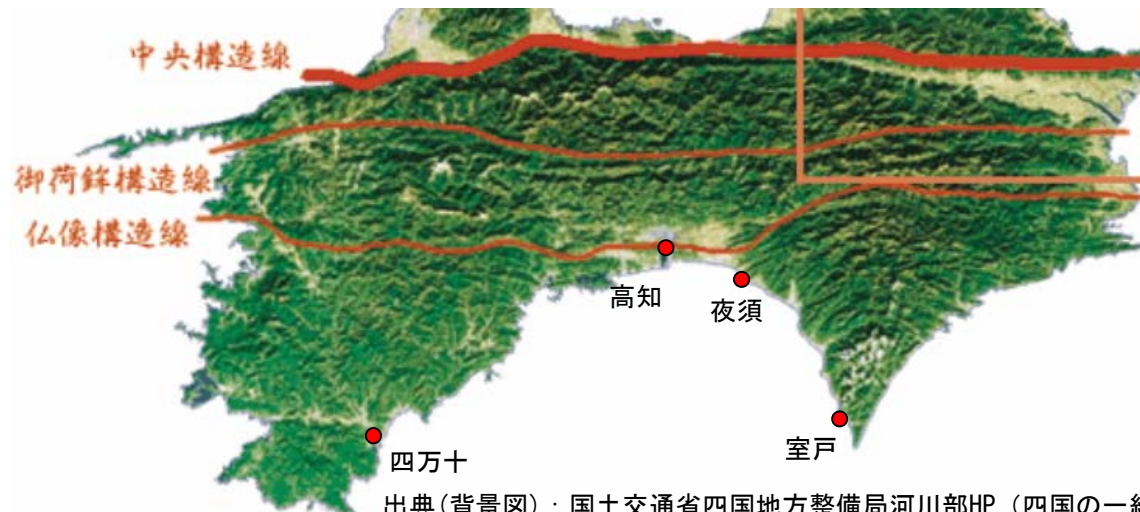 中央構造線
御荷鉾構造線
仏像構造線
高知
夜須
室戸
四万十
出典(背景図):国土交通省四国地方整備局河川部HP（四国の一級